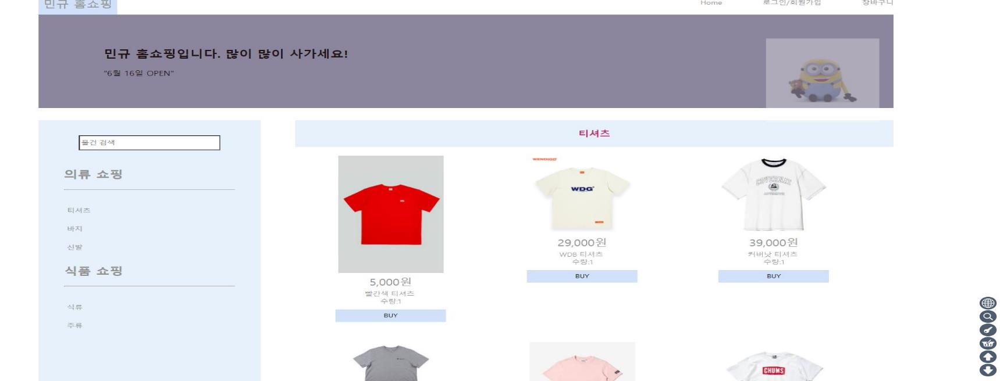 민규 홈쇼핑
Home 로그인/회원가입 장바구니
민규 홈쇼핑입니다. 많이 많이 사가세요!
"6월 16일 OPEN"
물건 검색
의류 쇼핑
티셔츠
바지
신발
식품 쇼핑
식류
주류
티셔츠
5,000원
빨간색 티셔츠
수량:1
BUY
WENDIGO
WDG
29,000원
WDB 티셔츠
수량:1
BUY
COVERNAT
AUTHENTIC
39,000원
커버낫 티셔츠
수량:1
BUY
CHUMS